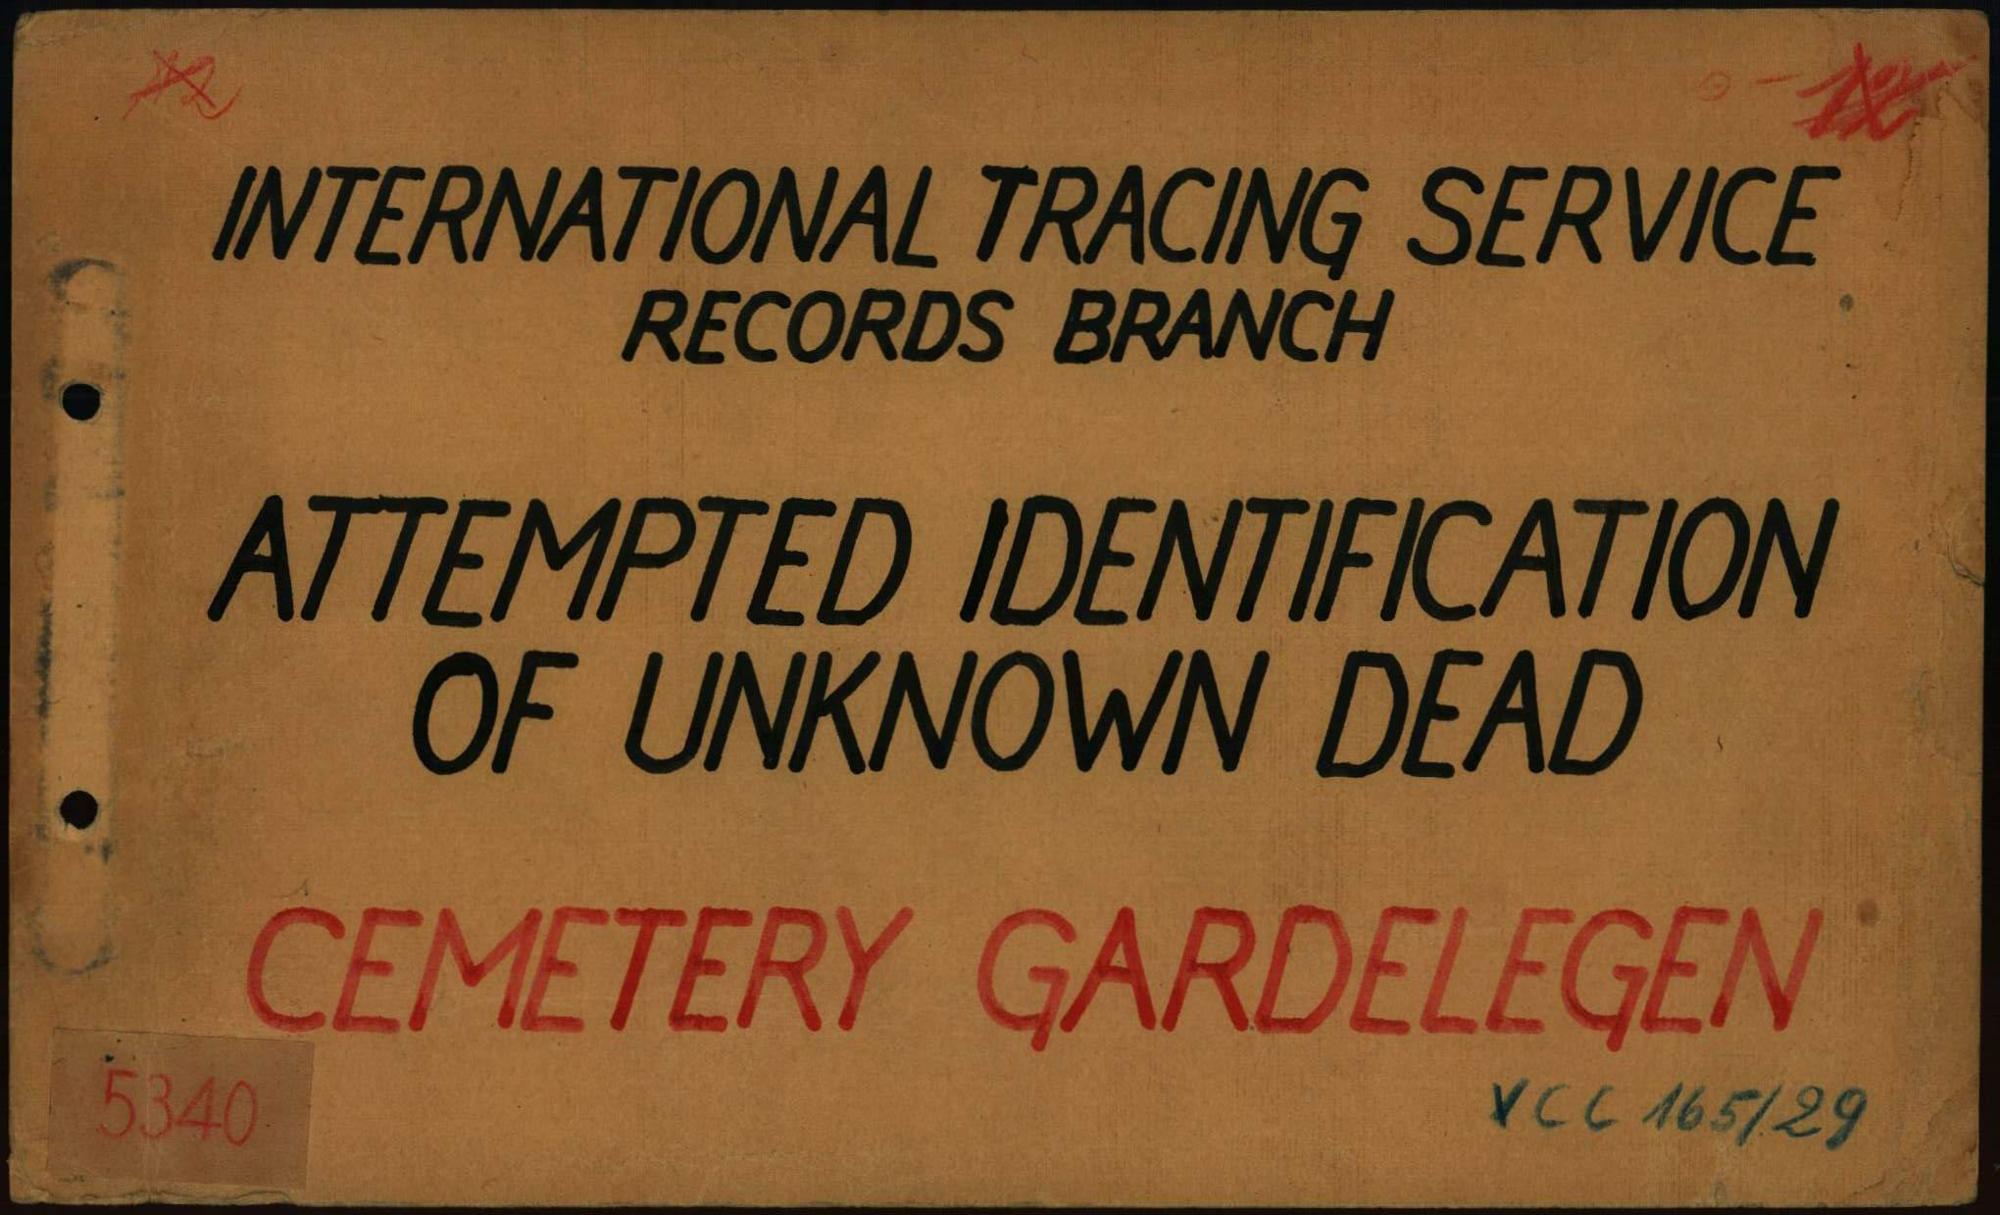 INTERNATIONAL TRACING SERVICE
RECORDS BRANCH
ATTEMPTED IDENTIFICATION
OF UNKNOWN DEAD
CEMETERY GARDELEGEN
5340
VCC 165/29